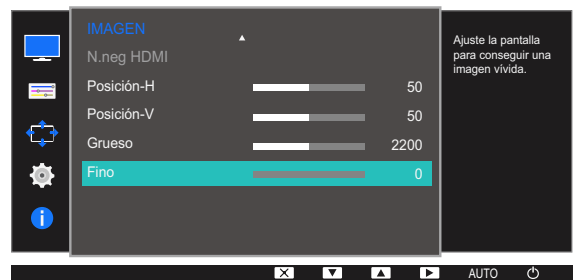 IMAGEN
N.neg HDMI
Posición-H 50
Posición-V 50
Grueso 2200
Fino 0
Ajuste la pantalla
para conseguir una
imagen vívida.
AUTO